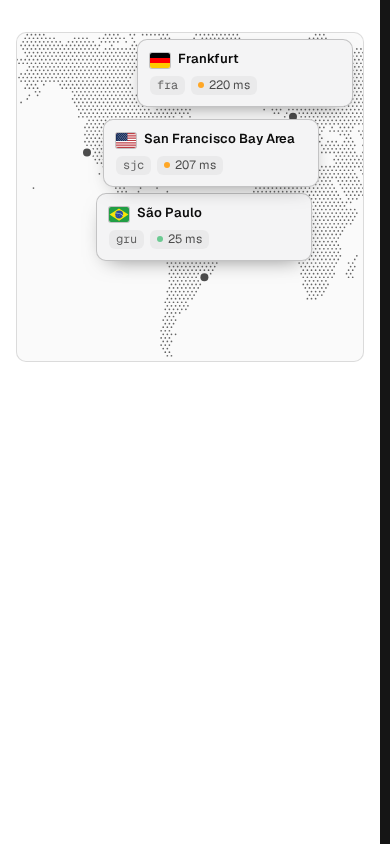 Frankfurt
fra 220 ms
San Francisco Bay Area
sjc 207 ms
São Paulo
gru 25 ms